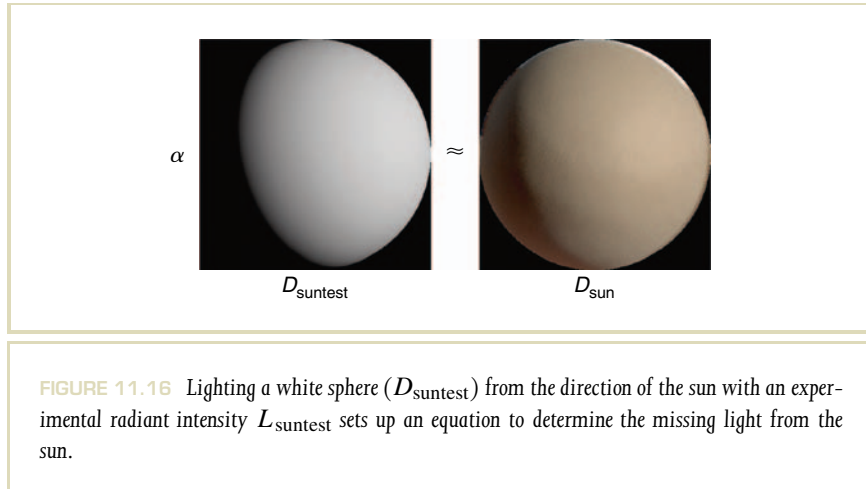 α ≈
D_suntest D_sun
FIGURE 11.16 Lighting a white sphere (D_suntest) from the direction of the sun with an exper-
imental radiant intensity L_suntest sets up an equation to determine the missing light from the
sun.